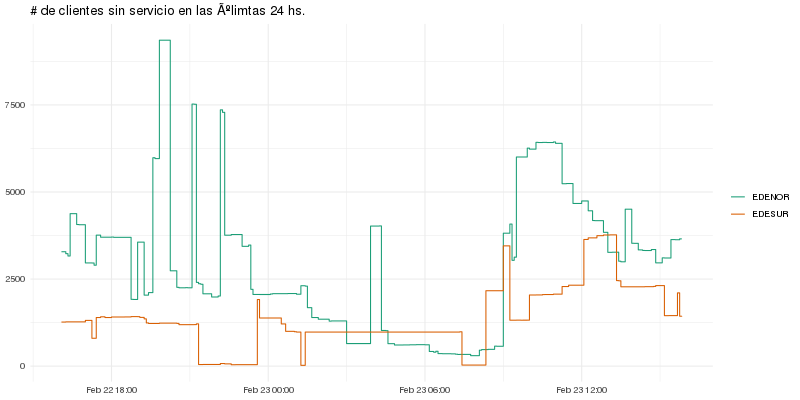 # de clientes sin servicio en las Ãºlimtas 24 hs.
7500
5000
2500
0
Feb 22 18:00
Feb 23 00:00
Feb 23 06:00
Feb 23 12:00
EDENOR
EDESUR